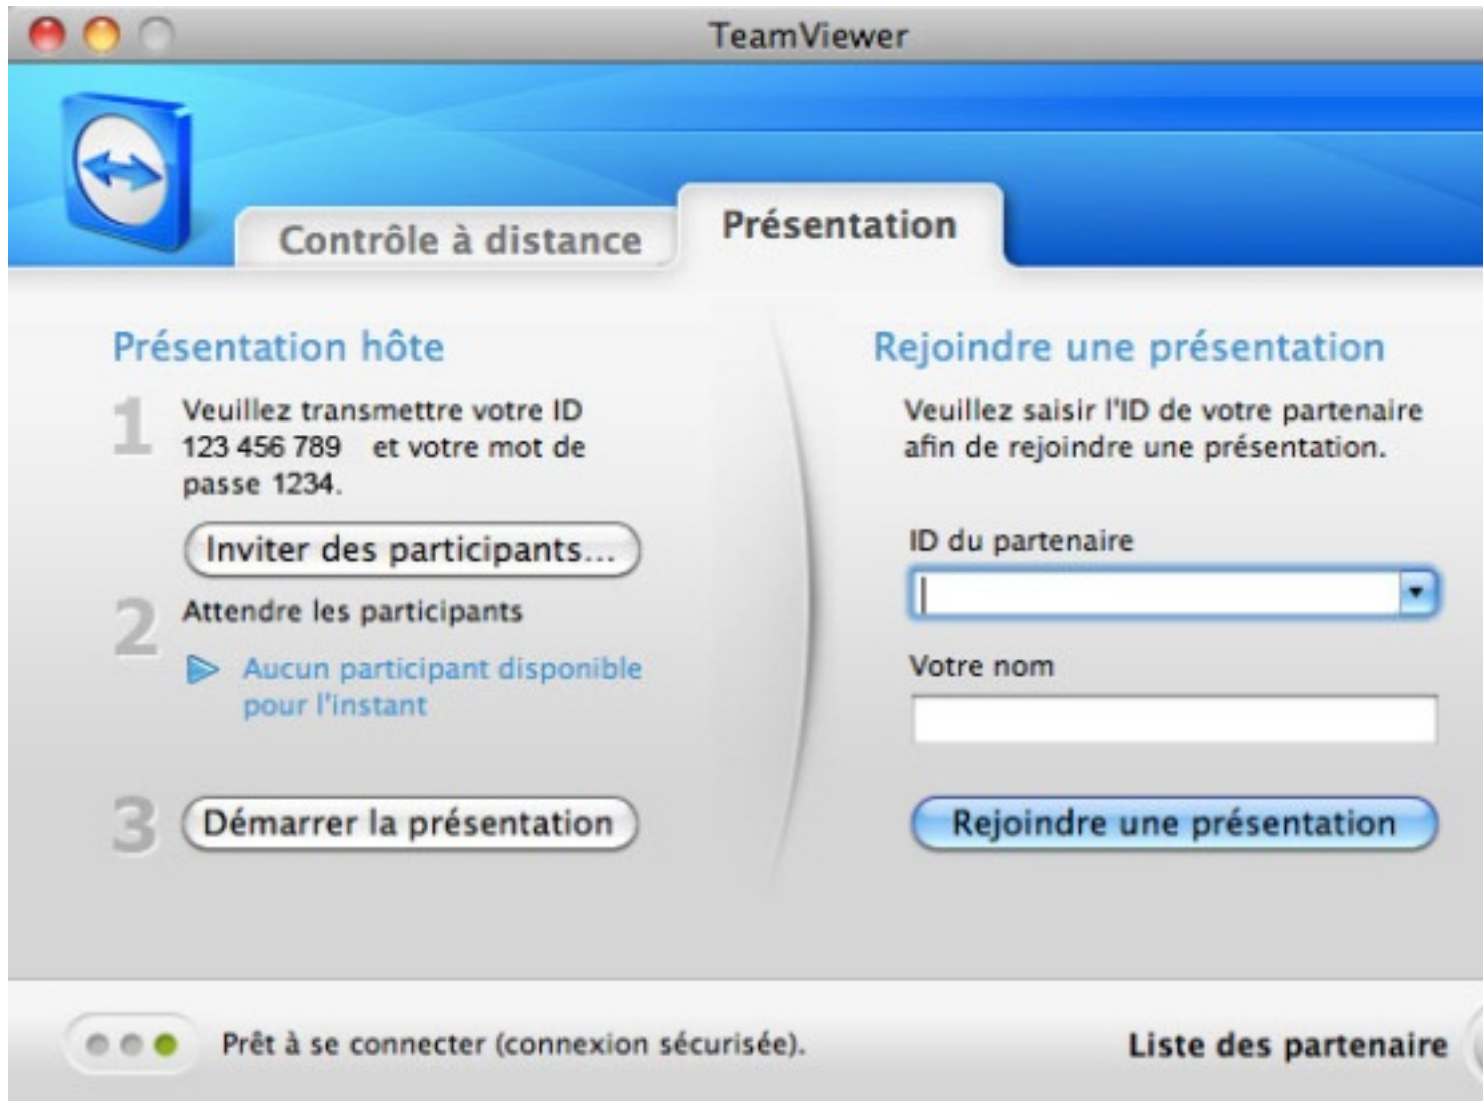 TeamViewer
Contrôle à distance
Présentation
Présentation hôte
1
Veuillez transmettre votre ID
123 456 789 et votre mot de
passe 1234.
Inviter des participants...
2
Attendre les participants
Aucun participant disponible
pour l'instant
3
Démarrer la présentation
Rejoindre une présentation
Veuillez saisir l'ID de votre partenaire
afin de rejoindre une présentation.
ID du partenaire
Votre nom
Rejoindre une présentation
Prêt à se connecter (connexion sécurisée).
Liste des partenaire